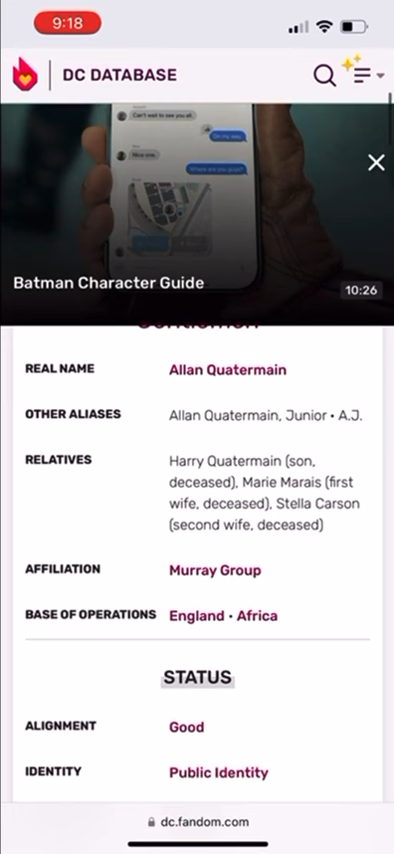 9:18
DC DATABASE
Can't wait to see you all.
On my way.
Nice one.
Where are you guys?
Batman Character Guide
10:26
Gentlemen
REAL NAME
Allan Quatermain
OTHER ALIASES
Allan Quatermain, Junior • A.J.
RELATIVES
Harry Quatermain (son,
deceased), Marie Marais (first
wife, deceased), Stella Carson
(second wife, deceased)
AFFILIATION
Murray Group
BASE OF OPERATIONS
England • Africa
STATUS
ALIGNMENT
Good
IDENTITY
Public Identity
dc.fandom.com